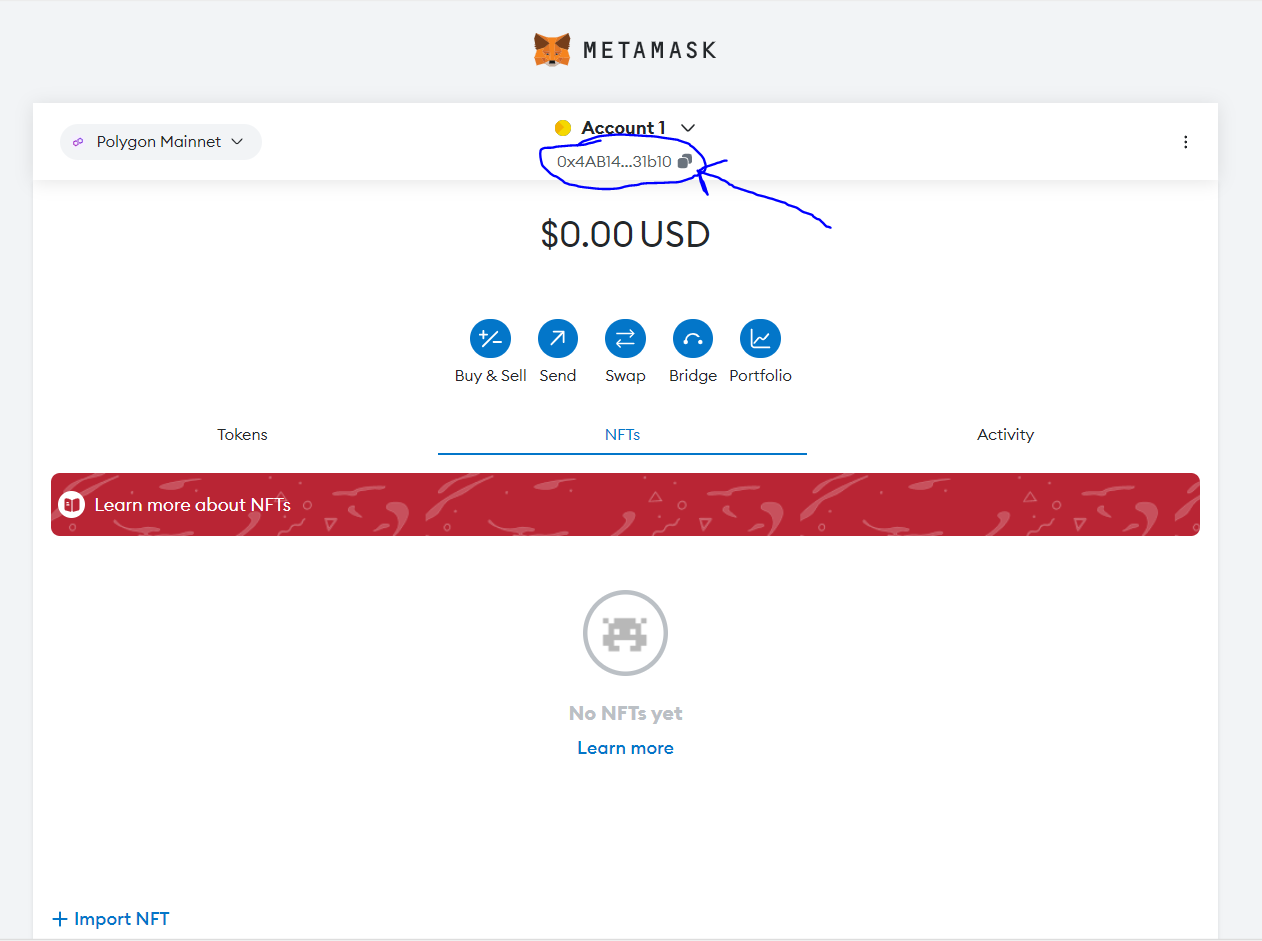 METAMASK
Polygon Mainnet
Account 1
0x4AB14...31b10
$0.00 USD
Buy & Sell
Send
Swap
Bridge
Portfolio
Tokens
NFTs
Activity
Learn more about NFTs
No NFTs yet
Learn more
+ Import NFT